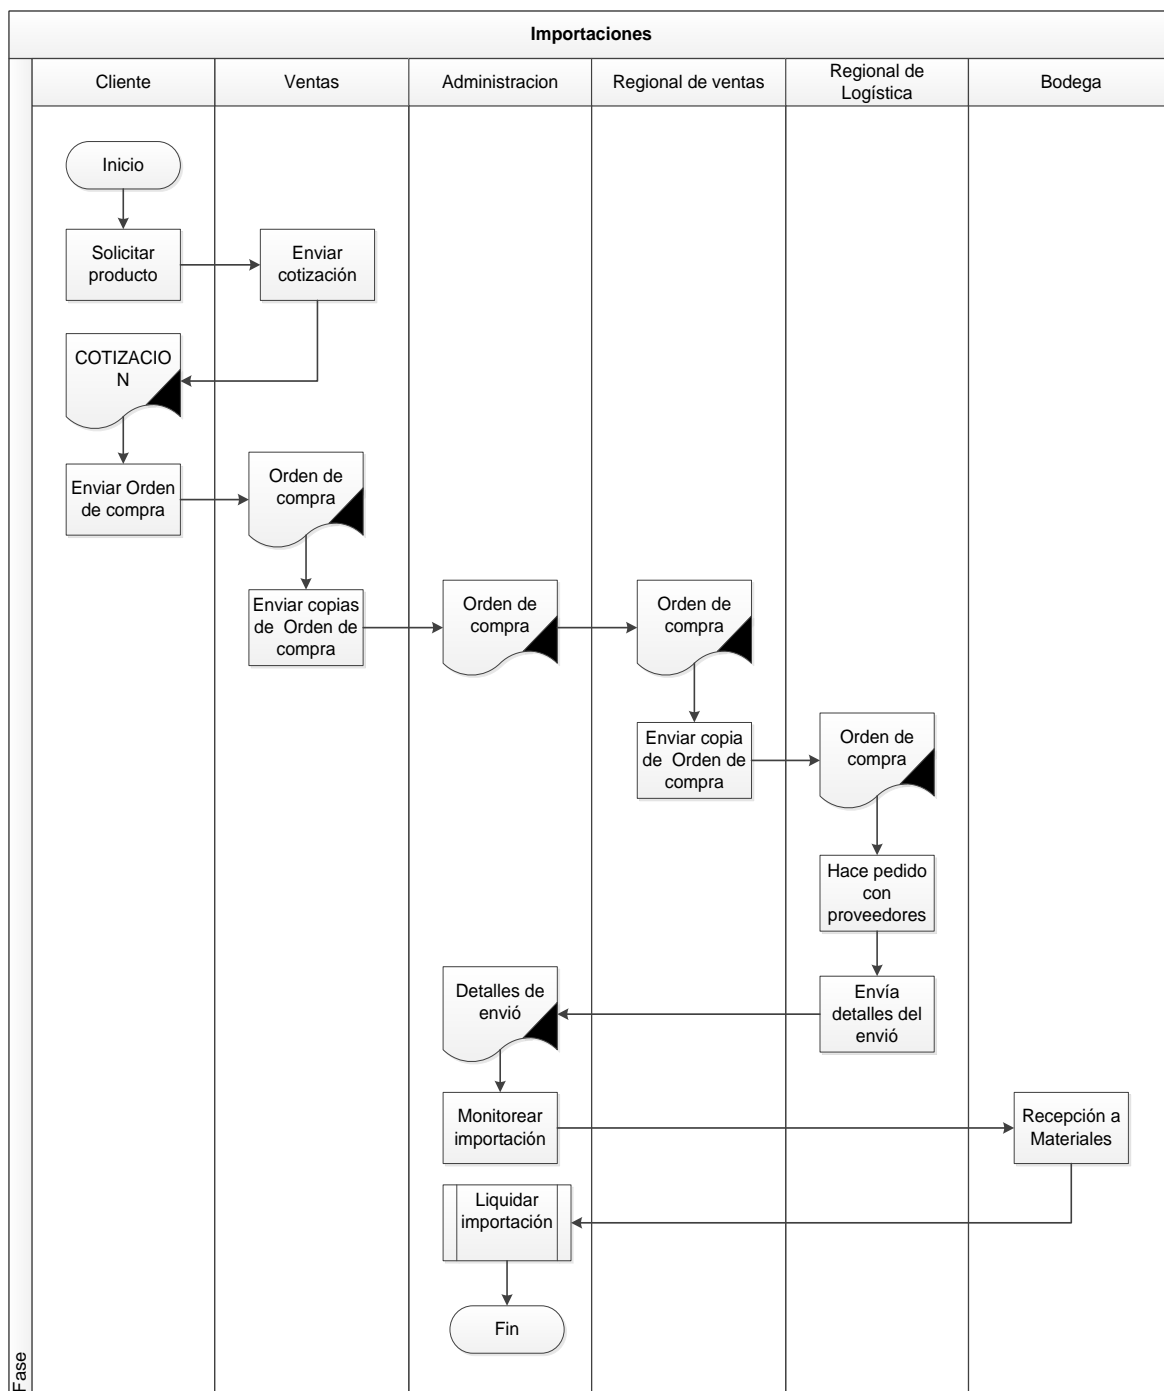 Importaciones
Cliente
Ventas
Administracion
Regional de ventas
Regional de
Logística
Bodega
Inicio
Solicitar
producto
Enviar
cotización
COTIZACIO
N
Enviar Orden
de compra
Orden de
compra
Enviar copias
de Orden de
compra
Orden de
compra
Orden de
compra
Enviar copia
de Orden de
compra
Orden de
compra
Hace pedido
con
proveedores
Envía
detalles del
envió
Detalles de
envió
Monitorear
importación
Recepción a
Materiales
Liquidar
importación
Fin
Fase